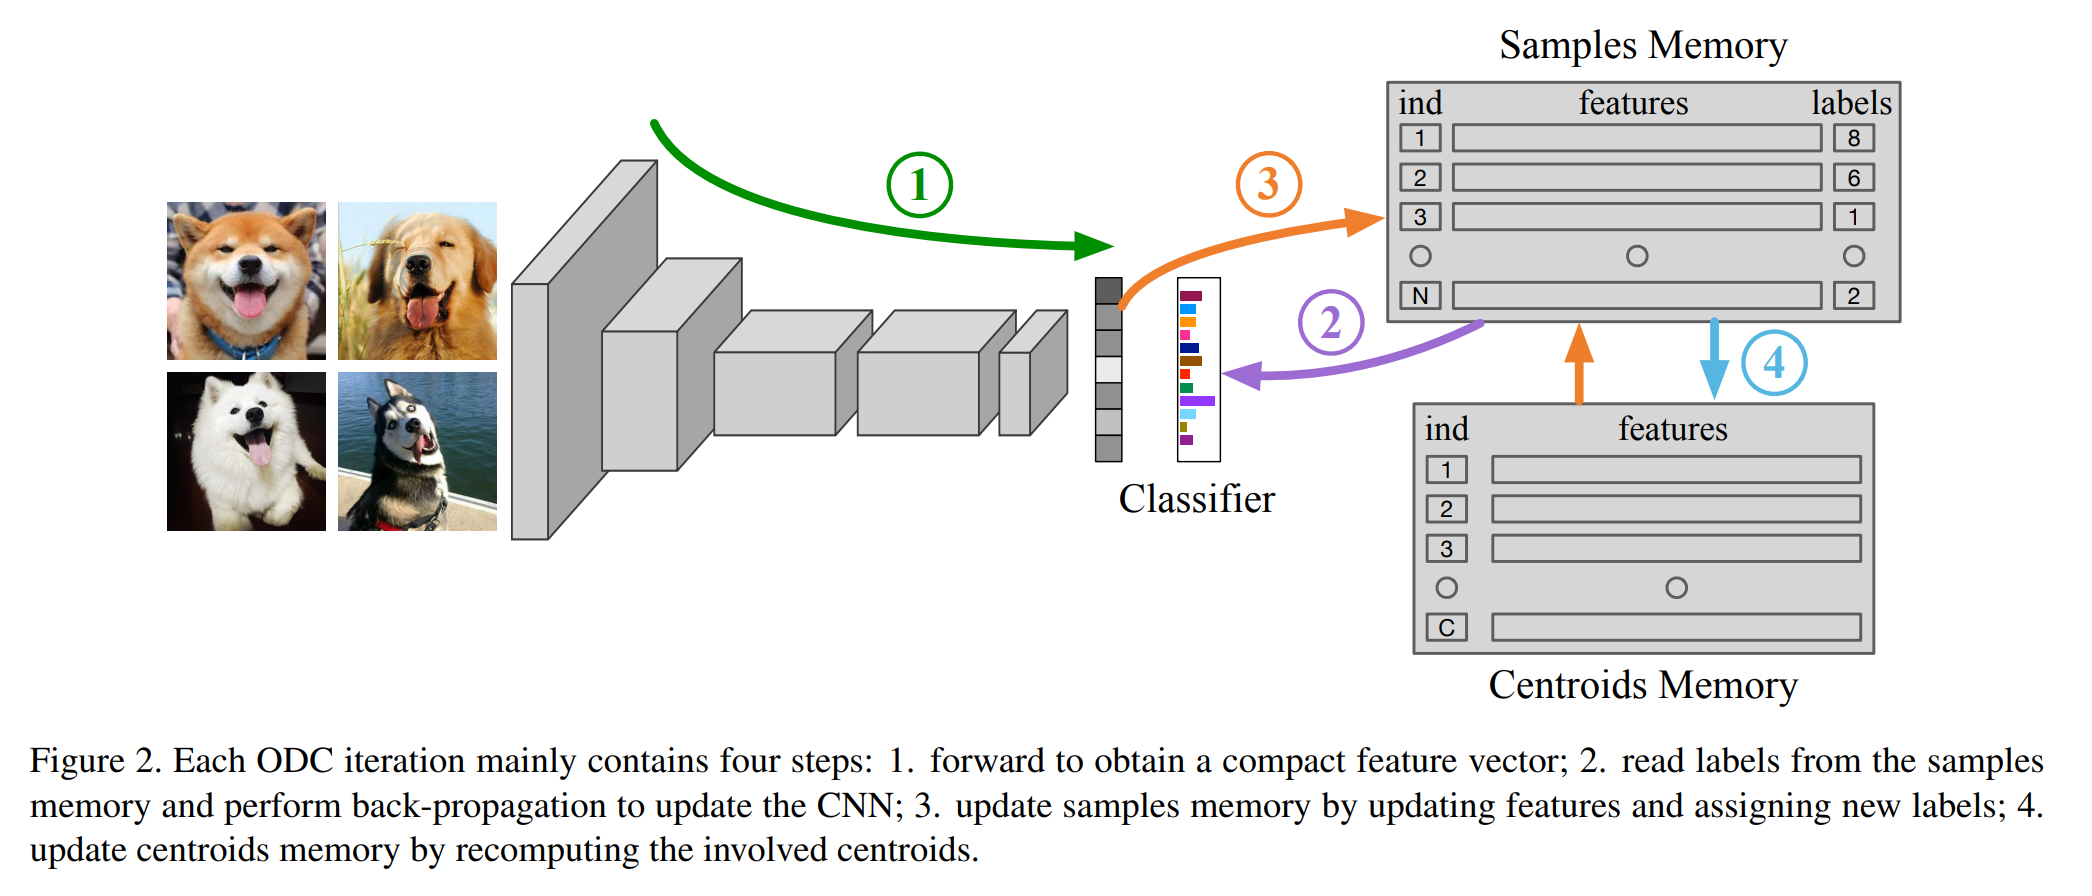 Samples Memory
ind features labels
1 8
2 6
3 1
N 2
1
3
2
4
Classifier
ind features
1
2
3
C
Centroids Memory
Figure 2. Each ODC iteration mainly contains four steps: 1. forward to obtain a compact feature vector; 2. read labels from the samples
memory and perform back-propagation to update the CNN; 3. update samples memory by updating features and assigning new labels; 4.
update centroids memory by recomputing the involved centroids.